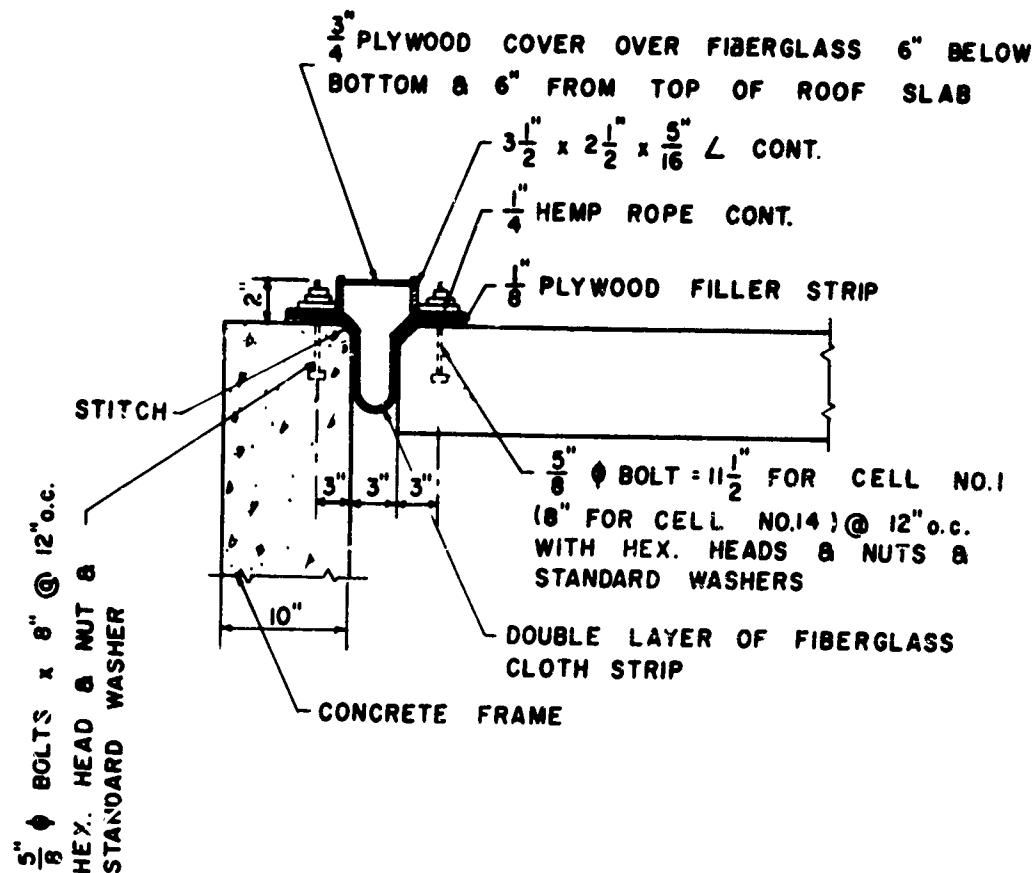 3/4" PLYWOOD COVER OVER FIBERGLASS 6" BELOW
BOTTOM & 6" FROM TOP OF ROOF SLAB
3 1/2" x 2 1/2" x 5/16" ∠ CONT.
1/4" HEMP ROPE CONT.
1/8" PLYWOOD FILLER STRIP
2"
STITCH
3" 3" 3"
5/8" ϕ BOLT = 11 1/2" FOR CELL NO.1
(8" FOR CELL NO.14) @ 12" o.c.
WITH HEX. HEADS & NUTS &
STANDARD WASHERS
10"
DOUBLE LAYER OF FIBERGLASS
CLOTH STRIP
CONCRETE FRAME
5/8" ϕ BOLTS x 8" @ 12" o.c.
HEX. HEAD & NUT &
STANDARD WASHER